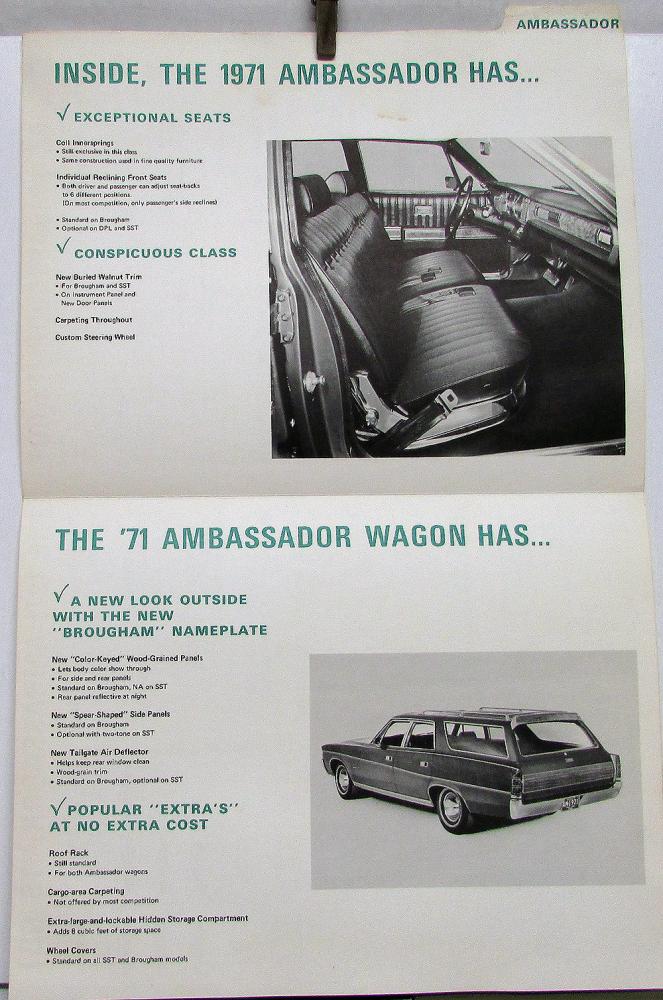 AMBASSADOR
INSIDE, THE 1971 AMBASSADOR HAS...
✓ EXCEPTIONAL SEATS
Coil Innersprings
• Still exclusive in this class
• Same construction used in fine quality furniture
Individual Reclining Front Seats
• Both driver and passenger can adjust seat-backs
to 6 different positions.
(On most competition, only passenger's side reclines)
• Standard on Brougham
• Optional on DPL and SST
✓ CONSPICUOUS CLASS
New Burled Walnut Trim
• For Brougham and SST
• On Instrument Panel and
New Door Panels
Carpeting Throughout
Custom Steering Wheel
THE '71 AMBASSADOR WAGON HAS...
✓ A NEW LOOK OUTSIDE
WITH THE NEW
"BROUGHAM" NAMEPLATE
New "Color-Keyed" Wood-Grained Panels
• Lets body color show through
• For side and rear panels
• Standard on Brougham, NA on SST
• Rear panel reflective at night
New "Spear-Shaped" Side Panels
• Standard on Brougham
• Optional with two-tone on SST
New Tailgate Air Deflector
• Helps keep rear window clean
• Wood-grain trim
• Standard on Brougham, optional on SST
✓ POPULAR "EXTRA'S"
AT NO EXTRA COST
Roof Rack
• Still standard
• For both Ambassador wagons
Cargo-area Carpeting
• Not offered by most competition
Extra-large-and-lockable Hidden Storage Compartment
• Adds 8 cubic feet of storage space
Wheel Covers
• Standard on all SST and Brougham models